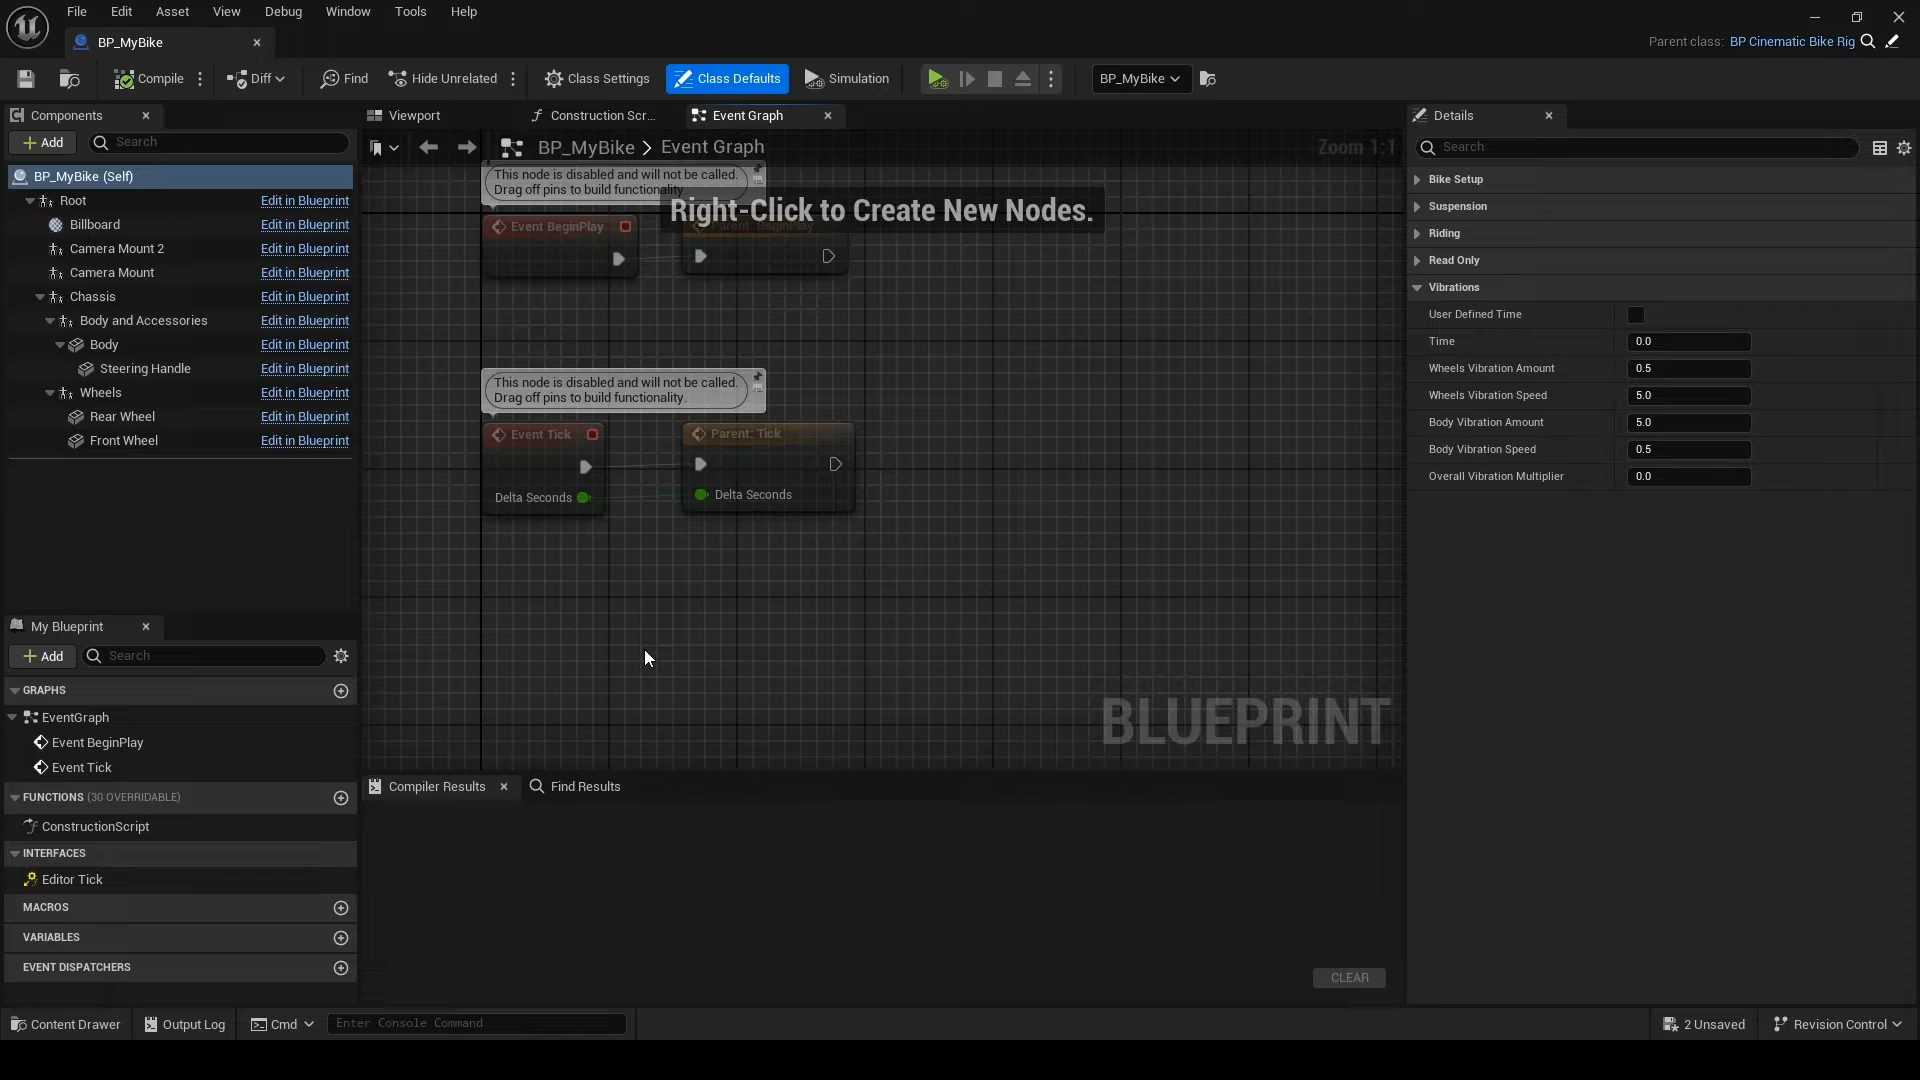 File Edit Asset View Debug Window Tools Help
BP_MyBike
Parent class: BP Cinematic Bike Rig
Compile Diff Find Hide Unrelated Class Settings Class Defaults Simulation BP_MyBike
Components
Add Search
BP_MyBike (Self)
Root Edit in Blueprint
Billboard Edit in Blueprint
Camera Mount 2 Edit in Blueprint
Camera Mount Edit in Blueprint
Chassis Edit in Blueprint
Body and Accessories Edit in Blueprint
Body Edit in Blueprint
Steering Handle Edit in Blueprint
Wheels Edit in Blueprint
Rear Wheel Edit in Blueprint
Front Wheel Edit in Blueprint
My Blueprint
Add Search
GRAPHS
EventGraph
Event BeginPlay
Event Tick
FUNCTIONS (30 OVERRIDABLE)
ConstructionScript
INTERFACES
Editor Tick
MACROS
VARIABLES
EVENT DISPATCHERS
Viewport Construction Scr... Event Graph
BP_MyBike > Event Graph
Zoom 1:1
This node is disabled and will not be called.
Drag off pins to build functionality.
Right-Click to Create New Nodes.
Event BeginPlay Parent: BeginPlay
This node is disabled and will not be called.
Drag off pins to build functionality.
Event Tick Parent: Tick
Delta Seconds Delta Seconds
BLUEPRINT
Compiler Results Find Results
CLEAR
Details
Search
Bike Setup
Suspension
Riding
Read Only
Vibrations
User Defined Time
Time 0.0
Wheels Vibration Amount 0.5
Wheels Vibration Speed 5.0
Body Vibration Amount 5.0
Body Vibration Speed 0.5
Overall Vibration Multiplier 0.0
Content Drawer Output Log Cmd Enter Console Command 2 Unsaved Revision Control